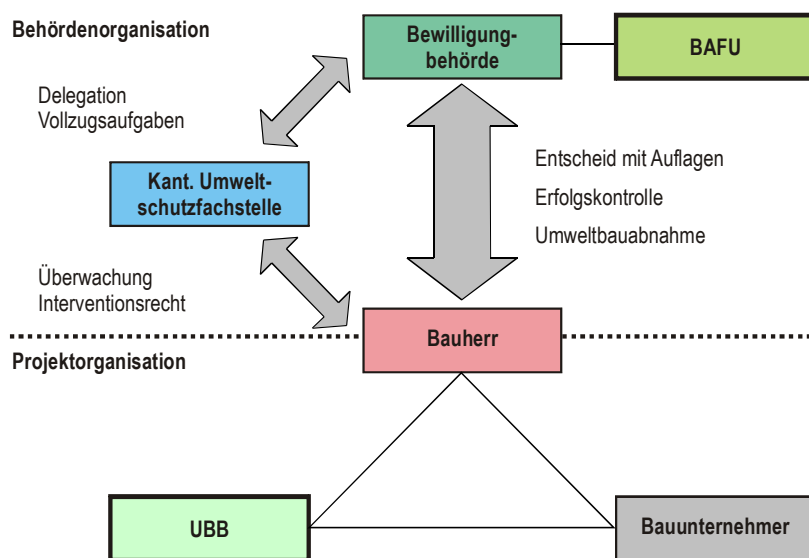 Behördenorganisation
Bewilligung-
behörde
BAFU
Delegation
Vollzugsaufgaben
Kant. Umwelt-
schutzfachstelle
Entscheid mit Auflagen
Erfolgskontrolle
Umweltbauabnahme
Überwachung
Interventionsrecht
Bauherr
Projektorganisation
UBB
Bauunternehmer